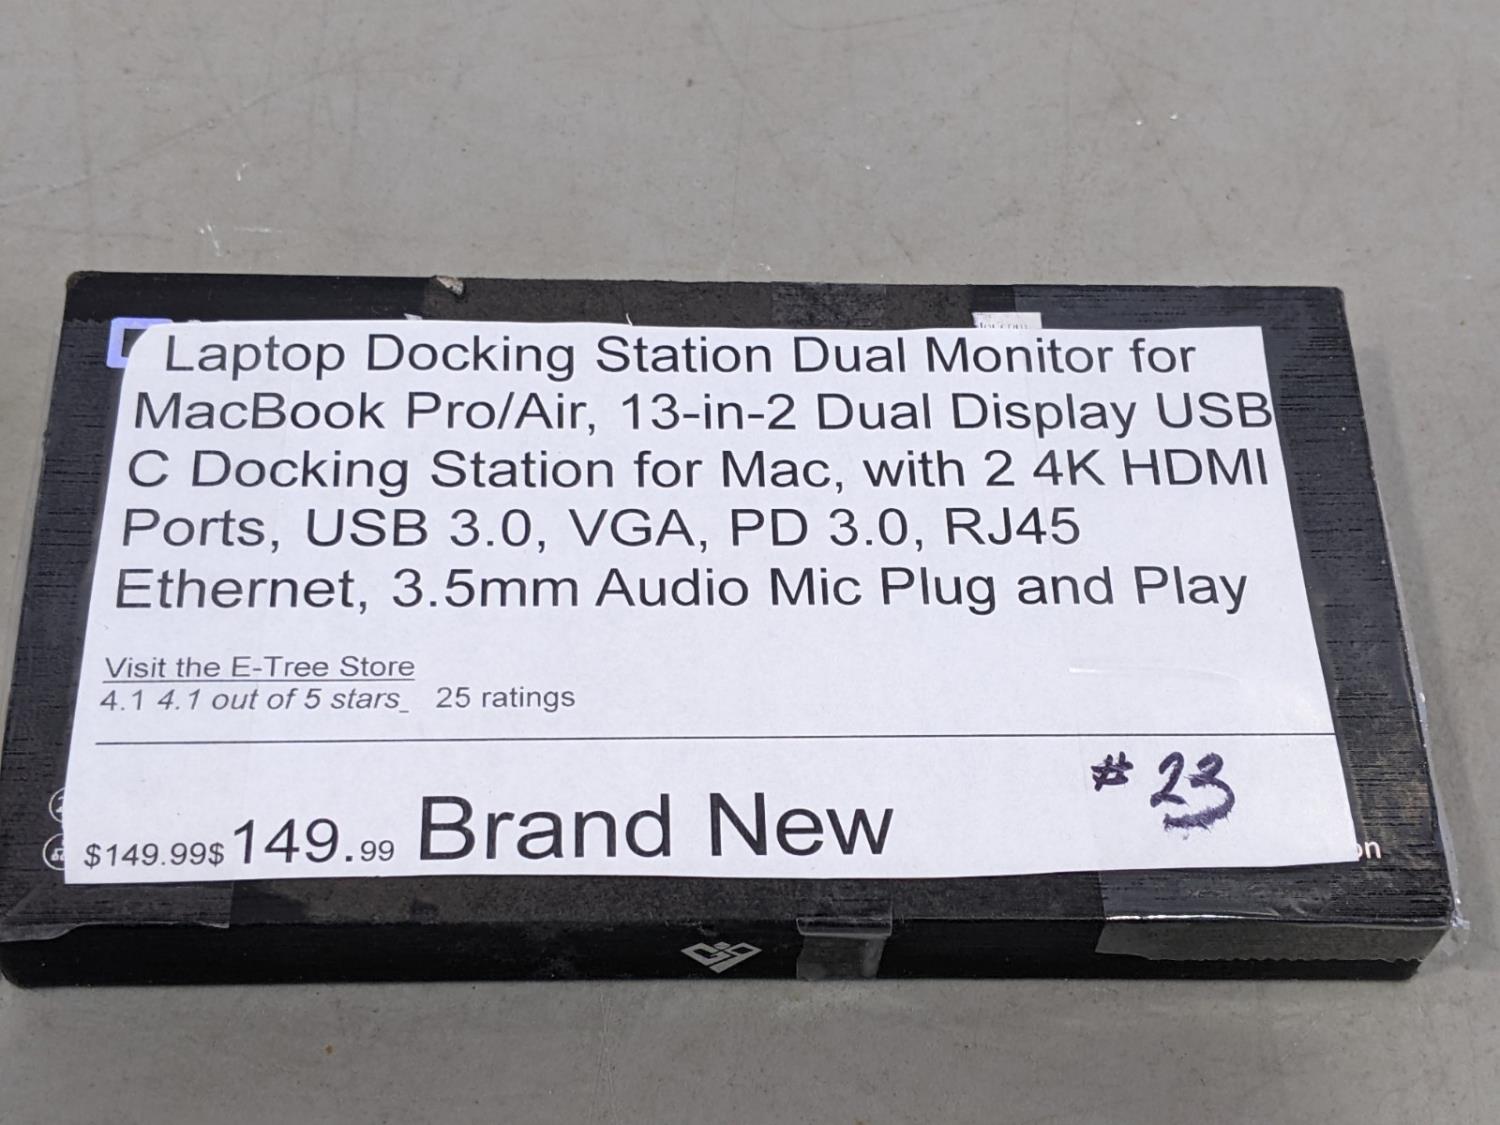 Laptop Docking Station Dual Monitor for
MacBook Pro/Air, 13-in-2 Dual Display USB
C Docking Station for Mac, with 2 4K HDMI
Ports, USB 3.0, VGA, PD 3.0, RJ45
Ethernet, 3.5mm Audio Mic Plug and Play
Visit the E-Tree Store
4.1 4.1 out of 5 stars_ 25 ratings
# 23
$149.99$149.99 Brand New